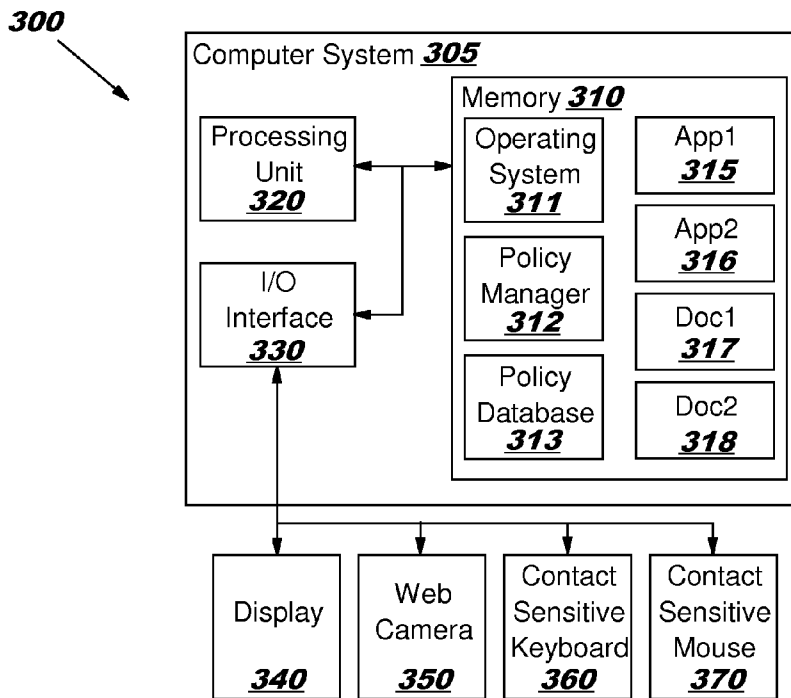 300
Computer System 305
Processing
Unit
320
I/O
Interface
330
Memory 310
Operating
System
311
Policy
Manager
312
Policy
Database
313
App1
315
App2
316
Doc1
317
Doc2
318
Display
340
Web
Camera
350
Contact
Sensitive
Keyboard
360
Contact
Sensitive
Mouse
370